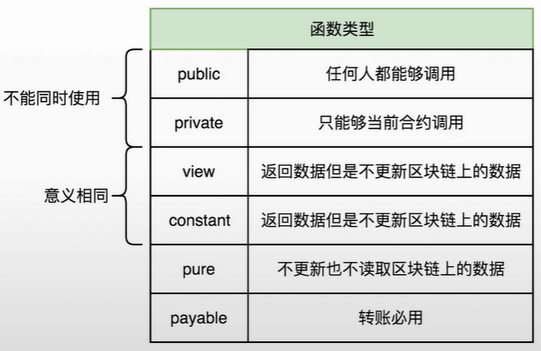 函数类型
不能同时使用
public 任何人都能够调用
private 只能够当前合约调用
意义相同
view 返回数据但是不更新区块链上的数据
constant 返回数据但是不更新区块链上的数据
pure 不更新也不读取区块链上的数据
payable 转账必用